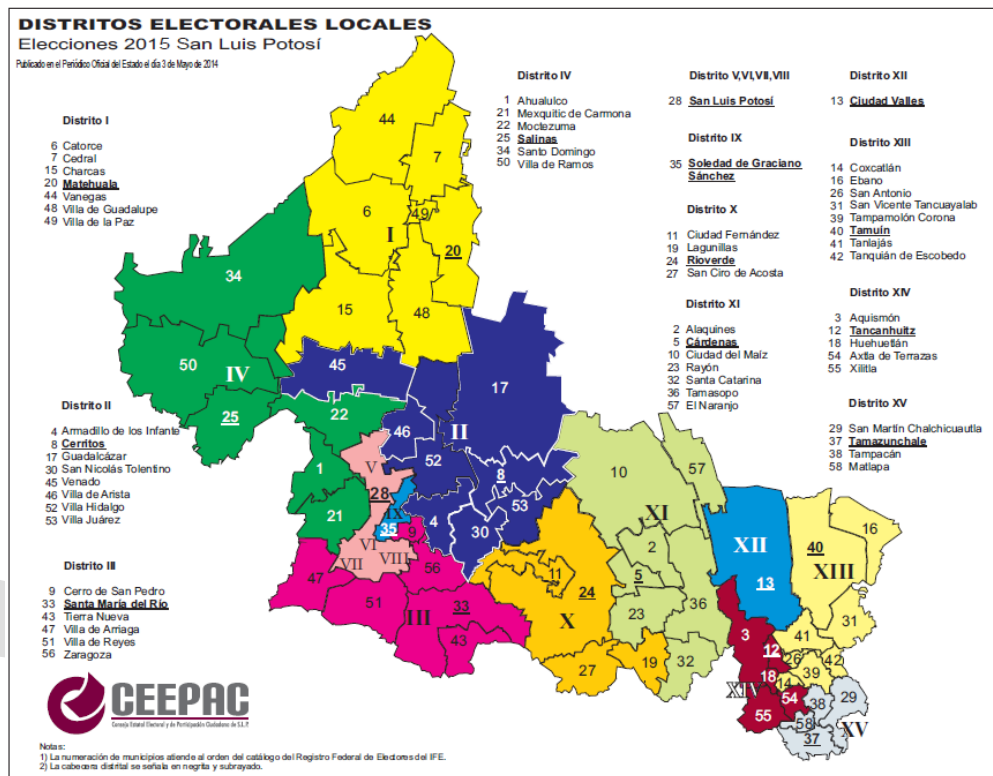 DISTRITOS ELECTORALES LOCALES
Elecciones 2015 San Luis Potosí
Publicado en el Periódico Oficial del Estado el día 3 de Mayo de 2014
Distrito I
6 Catorce
7 Cedral
15 Charcas
20 Matehuala
44 Vanegas
48 Villa de Guadalupe
49 Villa de la Paz
Distrito II
4 Armadillo de los Infante
8 Cerritos
17 Guadalcázar
30 San Nicolás Tolentino
45 Venado
46 Villa de Arista
52 Villa Hidalgo
53 Villa Juárez
Distrito III
9 Cerro de San Pedro
33 Santa María del Río
43 Tierra Nueva
47 Villa de Arriaga
51 Villa de Reyes
56 Zaragoza
Distrito IV
1 Ahualulco
21 Mexquitic de Carmona
22 Moctezuma
25 Salinas
34 Santo Domingo
50 Villa de Ramos
Distrito V,VI,VII,VIII
28 San Luis Potosí
Distrito IX
35 Soledad de Graciano
Sánchez
Distrito X
11 Ciudad Fernández
19 Lagunillas
24 Rioverde
27 San Ciro de Acosta
Distrito XI
2 Alaquines
5 Cárdenas
10 Ciudad del Maíz
23 Rayón
32 Santa Catarina
36 Tamasopo
57 El Naranjo
Distrito XII
13 Ciudad Valles
Distrito XIII
14 Coxcatlán
16 Ebano
26 San Antonio
31 San Vicente Tancuayalab
39 Tampamolón Corona
40 Tamuín
41 Tanlajás
42 Tanquián de Escobedo
Distrito XIV
3 Aquismón
12 Tancanhuitz
18 Huehuetlán
54 Axtla de Terrazas
55 Xilitla
Distrito XV
29 San Martín Chalchicuautla
37 Tamazunchale
38 Tampacán
58 Matlapa
44
7
6
49
I
20
34
15
48
50
IV
45
17
25
22
46
II
52
8
53
1
V
28
IX
35
21
9
4
30
VI
VII
VIII
56
47
51
III
33
43
10
57
XI
2
5
11
24
X
23
36
27
19
32
XII
13
40
16
XIII
31
3
12
41
26
42
39
18
14
XIV
54
55
38
29
58
37
XV
CEEPAC
Consejo Estatal Electoral y de Participación Ciudadana de S.L.P.
Notas:
1) La numeración de municipios atiende al orden del catálogo del Registro Federal de Electores del IFE.
2) La cabecera distrital se señala en negrita y subrayado.